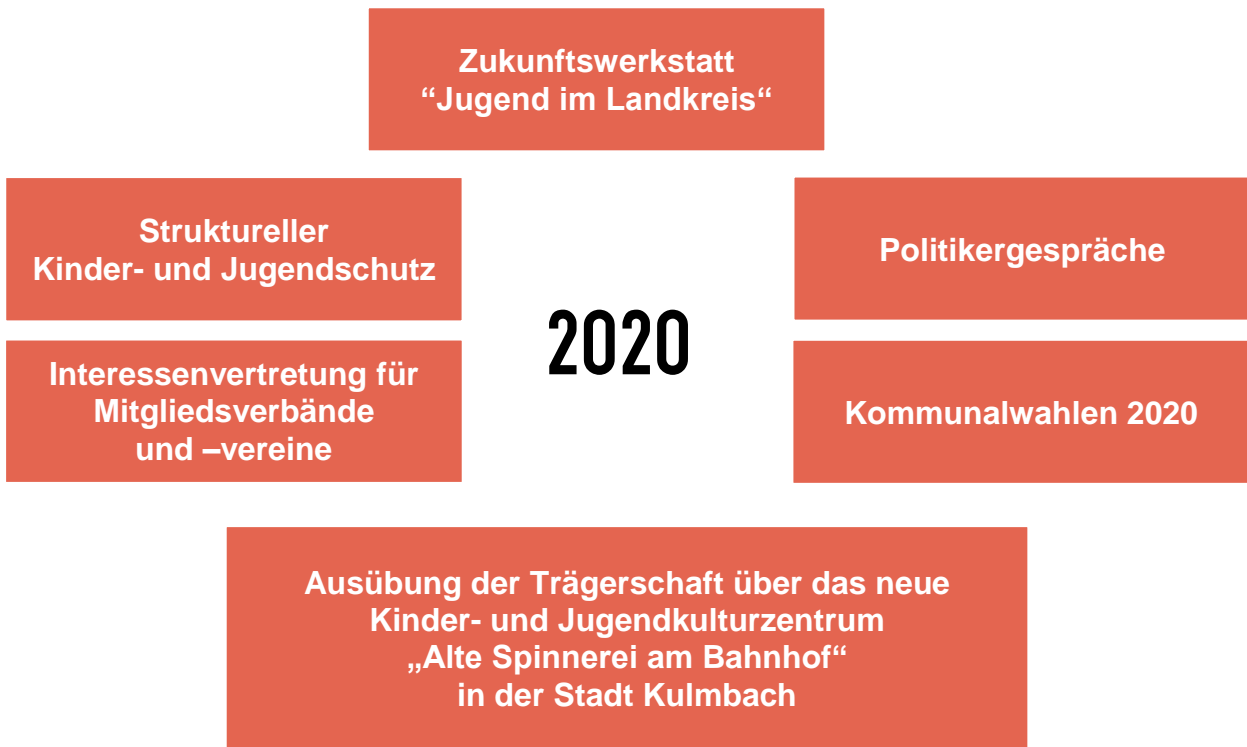 Zukunftswerkstatt
“Jugend im Landkreis“
Struktureller
Kinder- und Jugendschutz
Politikergespräche
2020
Interessenvertretung für
Mitgliedsverbände
und –vereine
Kommunalwahlen 2020
Ausübung der Trägerschaft über das neue
Kinder- und Jugendkulturzentrum
„Alte Spinnerei am Bahnhof“
in der Stadt Kulmbach